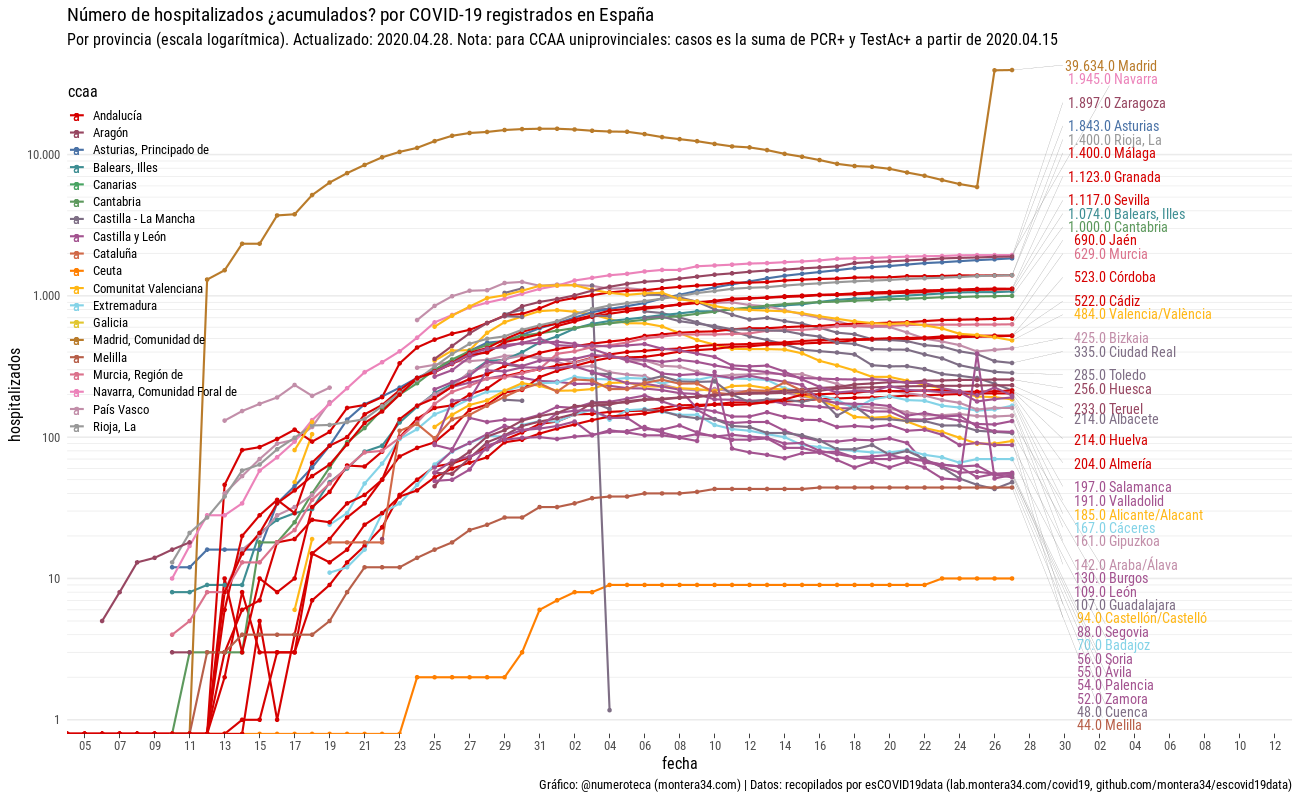 Número de hospitalizados ¿acumulados? por COVID-19 registrados en España
Por provincia (escala logarítmica). Actualizado: 2020.04.28. Nota: para CCAA uniprovinciales: casos es la suma de PCR+ y TestAc+ a partir de 2020.04.15
ccaa
Andalucía
Aragón
Asturias, Principado de
Balears, Illes
Canarias
Cantabria
Castilla - La Mancha
Castilla y León
Cataluña
Ceuta
Comunitat Valenciana
Extremadura
Galicia
Madrid, Comunidad de
Melilla
Murcia, Región de
Navarra, Comunidad Foral de
País Vasco
Rioja, La
hospitalizados
10.000
1.000
100
10
1
39.634.0 Madrid
1.945.0 Navarra
1.897.0 Zaragoza
1.843.0 Asturias
1.400.0 Rioja, La
1.400.0 Málaga
1.123.0 Granada
1.117.0 Sevilla
1.074.0 Balears, Illes
1.000.0 Cantabria
690.0 Jaén
629.0 Murcia
523.0 Córdoba
522.0 Cádiz
484.0 Valencia/València
425.0 Bizkaia
335.0 Ciudad Real
285.0 Toledo
256.0 Huesca
233.0 Teruel
214.0 Albacete
214.0 Huelva
204.0 Almería
197.0 Salamanca
191.0 Valladolid
185.0 Alicante/Alacant
167.0 Cáceres
161.0 Gipuzkoa
142.0 Araba/Álava
130.0 Burgos
109.0 León
107.0 Guadalajara
94.0 Castellón/Castelló
88.0 Segovia
70.0 Badajoz
56.0 Soria
55.0 Ávila
54.0 Palencia
52.0 Zamora
48.0 Cuenca
44.0 Melilla
05 07 09 11 13 15 17 19 21 23 25 27 29 31 02 04 06 08 10 12 14 16 18 20 22 24 26 28 30 02 04 06 08 10 12
fecha
Gráfico: @numeroteca (montera34.com) | Datos: recopilados por esCOVID19data (lab.montera34.com/covid19, github.com/montera34/escovid19data)